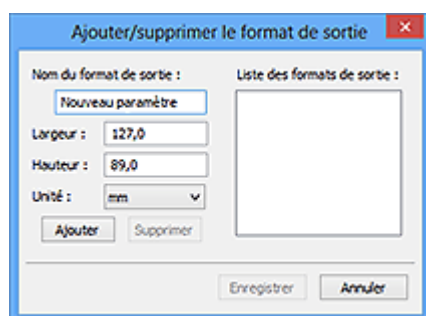 Ajouter/supprimer le format de sortie
Nom du format de sortie :
Nouveau paramètre
Largeur :
127,0
Hauteur :
89,0
Unité :
mm
Ajouter
Supprimer
Liste des formats de sortie :
Enregistrer
Annuler